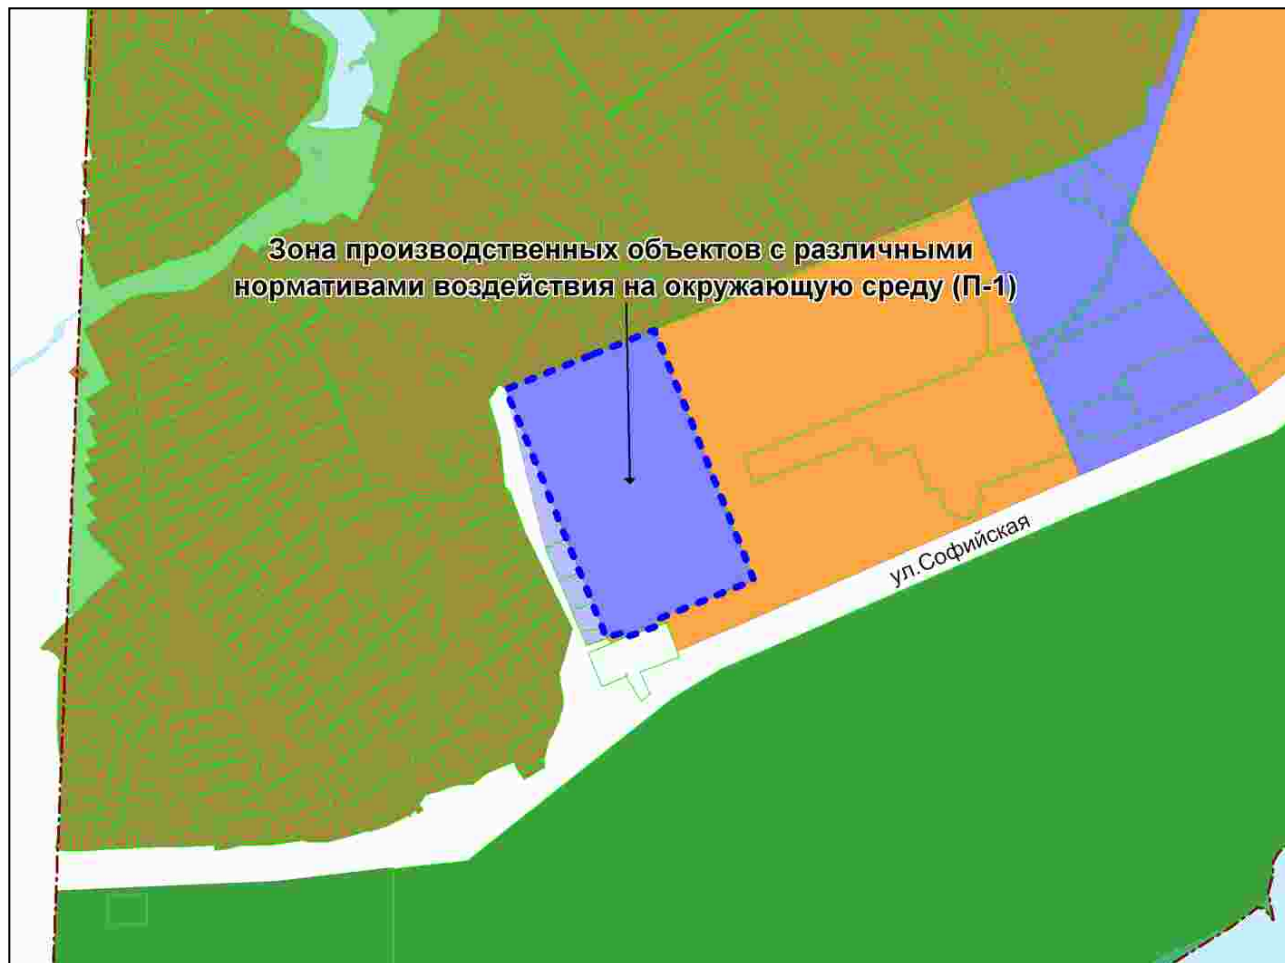 Зона производственных объектов с различными
нормативами воздействия на окружающую среду (П-1)
ул.Софийская